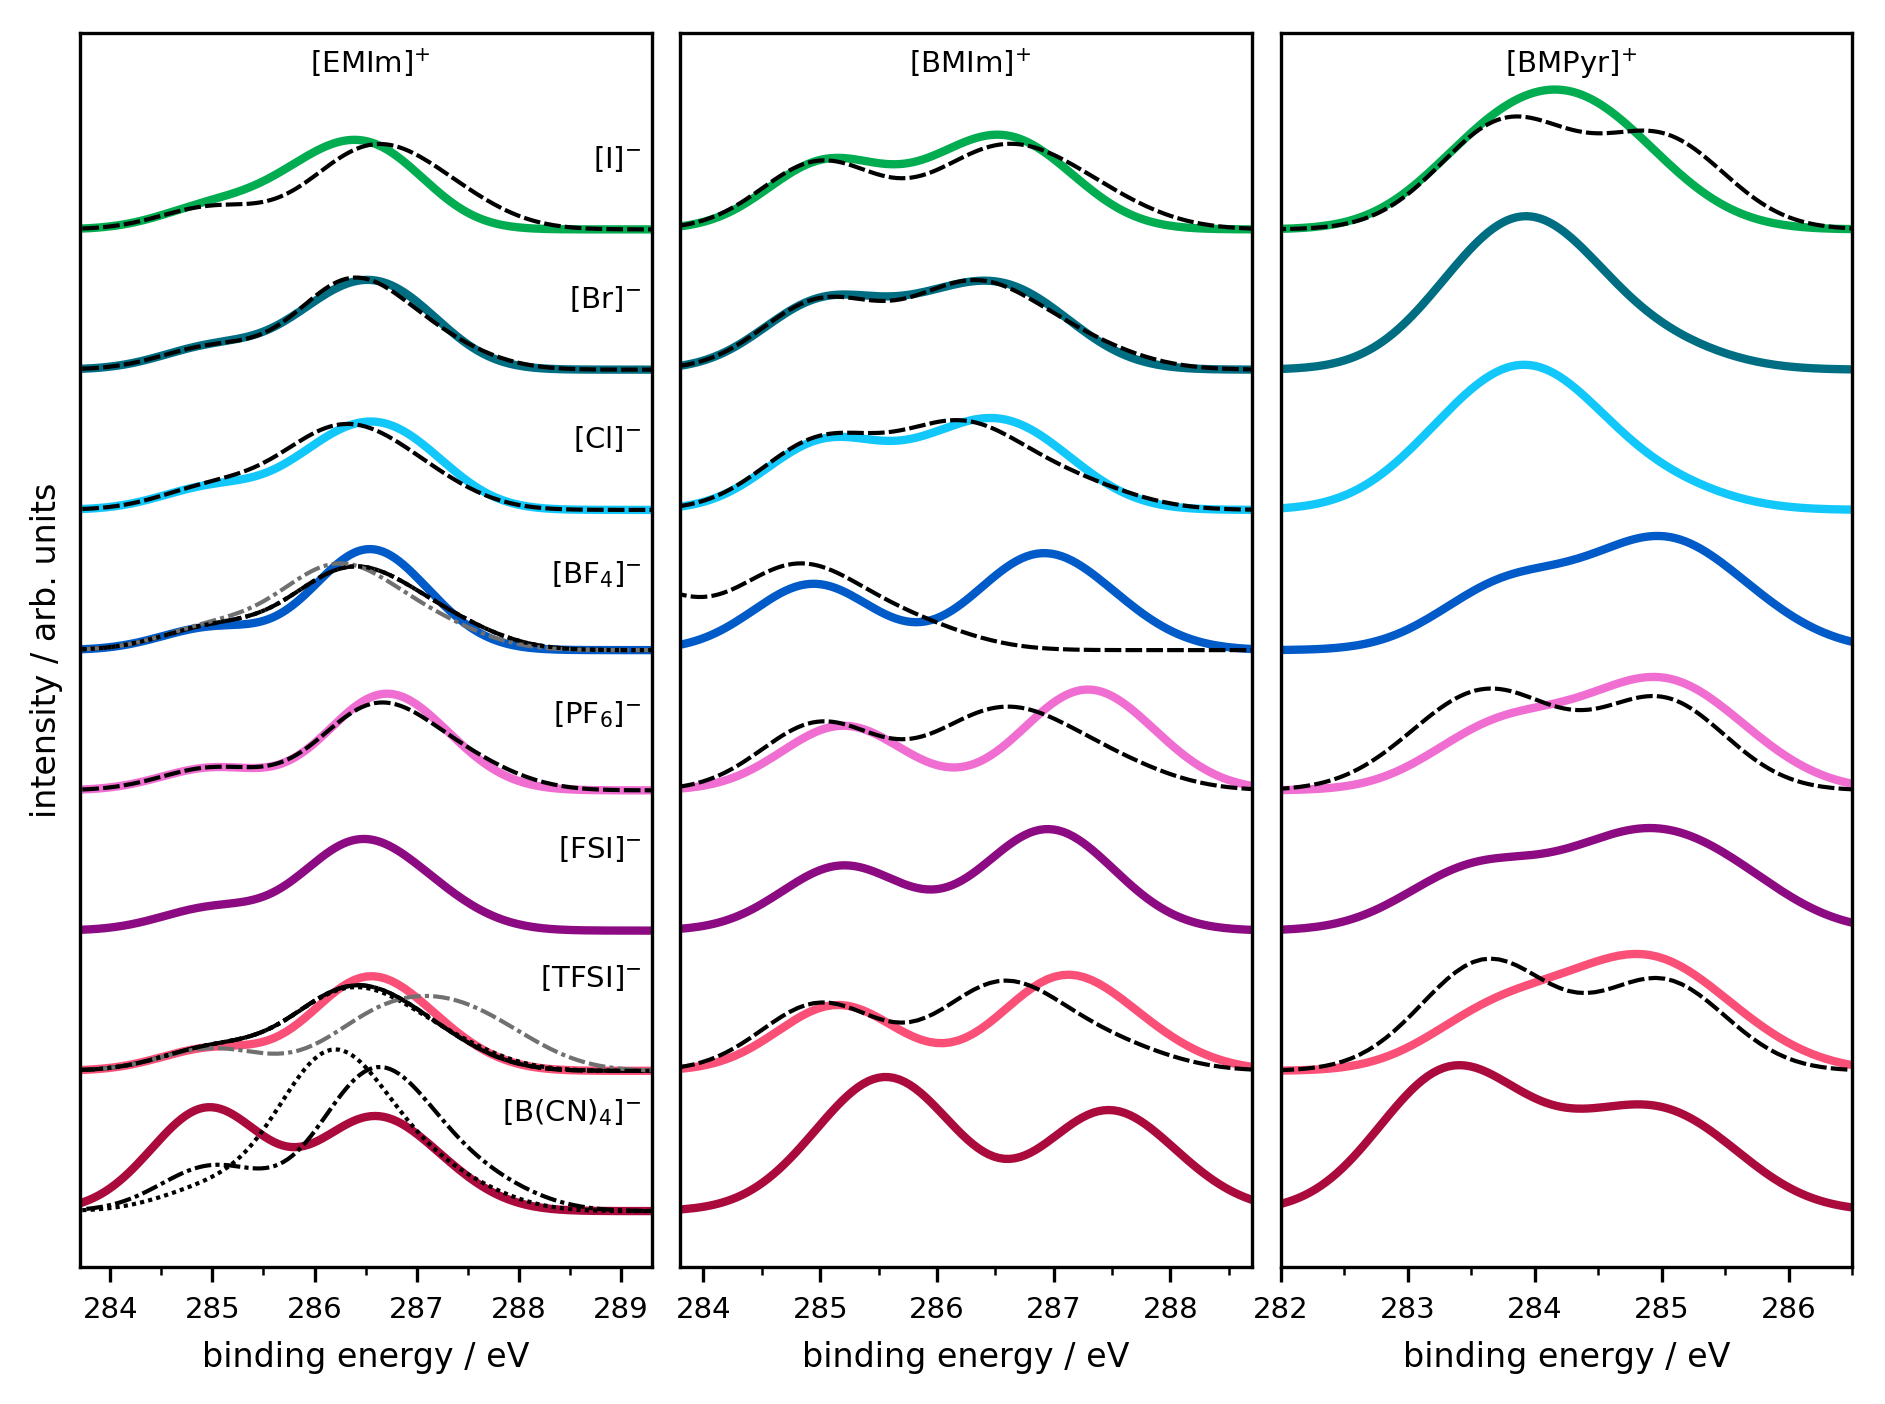 [EMIm]⁺
[BMIm]⁺
[BMPyr]⁺
[I]⁻
[Br]⁻
[Cl]⁻
[BF₄]⁻
[PF₆]⁻
[FSI]⁻
[TFSI]⁻
[B(CN)₄]⁻
intensity / arb. units
284 285 286 287 288 289
284 285 286 287 288
282 283 284 285 286
binding energy / eV
binding energy / eV
binding energy / eV